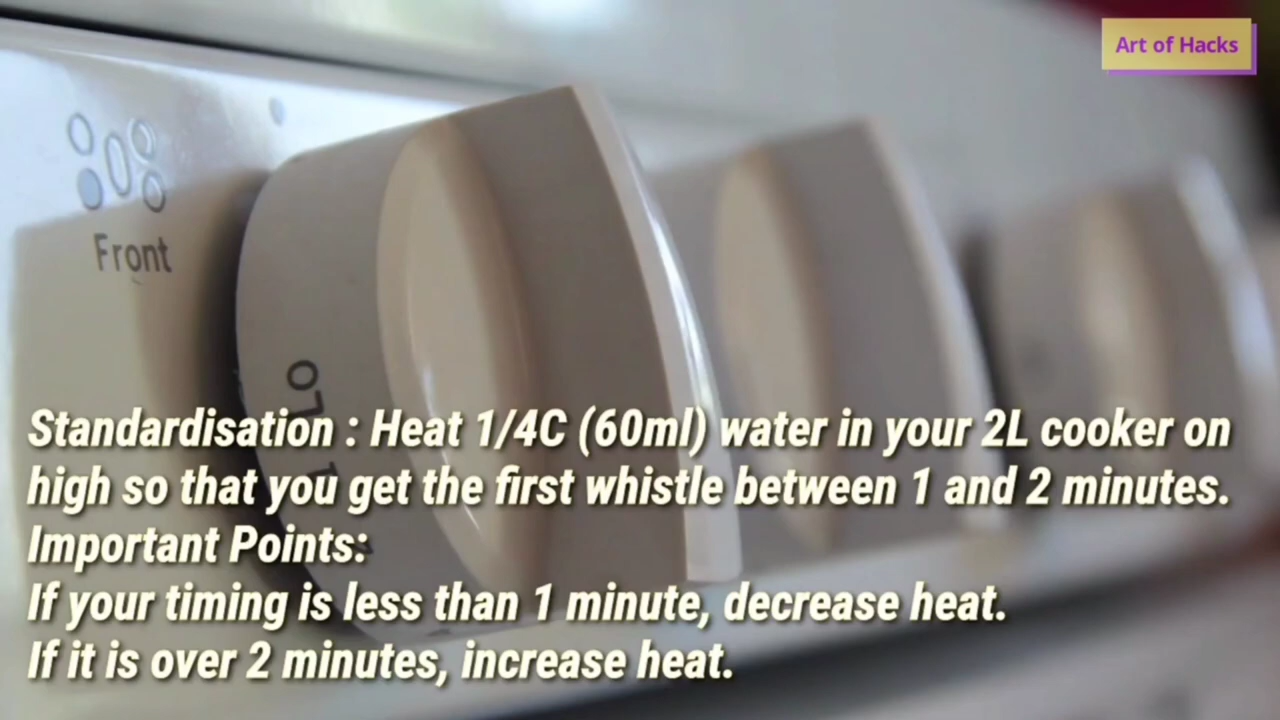 Art of Hacks
Front
LO
Standardisation : Heat 1/4C (60ml) water in your 2L cooker on
high so that you get the first whistle between 1 and 2 minutes.
Important Points:
If your timing is less than 1 minute, decrease heat.
If it is over 2 minutes, increase heat.